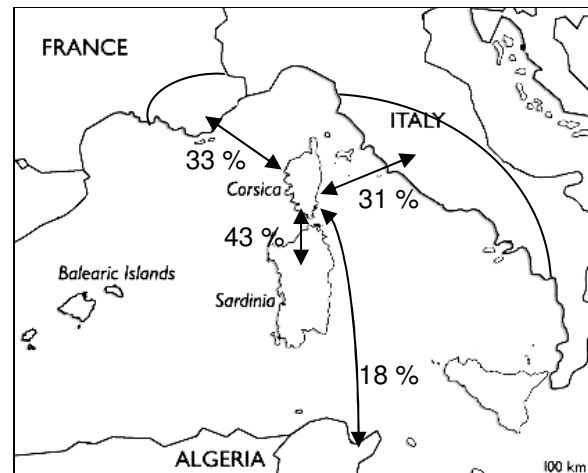 FRANCE
ITALY
33 %
Corsica
31 %
43 %
Balearic Islands
Sardinia
18 %
ALGERIA
100 km